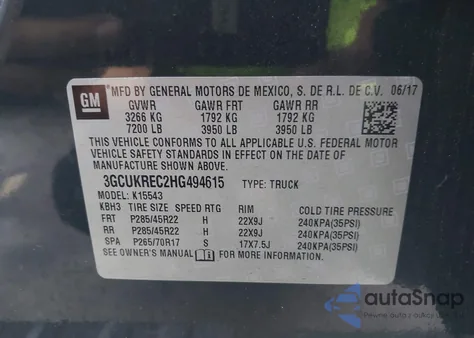 GM MFD BY GENERAL MOTORS DE MEXICO, S. DE R.L. DE C.V. 06/17
GVWR GAWR FRT GAWR RR
3266 KG 1792 KG 1792 KG
7200 LB 3950 LB 3950 LB
THIS VEHICLE CONFORMS TO ALL APPLICABLE U.S. FEDERAL MOTOR
VEHICLE SAFETY, BUMPER, AND THEFT PREVENTION STANDARDS IN EFFECT ON THE DATE OF
MANUFACTURE SHOWN ABOVE.
3GCUKREC2HG494615 TYPE: TRUCK
MODEL: K15543
KBH3 TIRE SIZE SPEED RTG RIM COLD TIRE PRESSURE
FRT P285/45R22 H 22X9J 240KPA(35PSI)
RR P285/45R22 H 22X9J 240KPA(35PSI)
SPA P265/70R17 S 17X7.5J 240KPA(35PSI)
SEE OWNER'S MANUAL FOR MORE INFORMATION
autoSnap